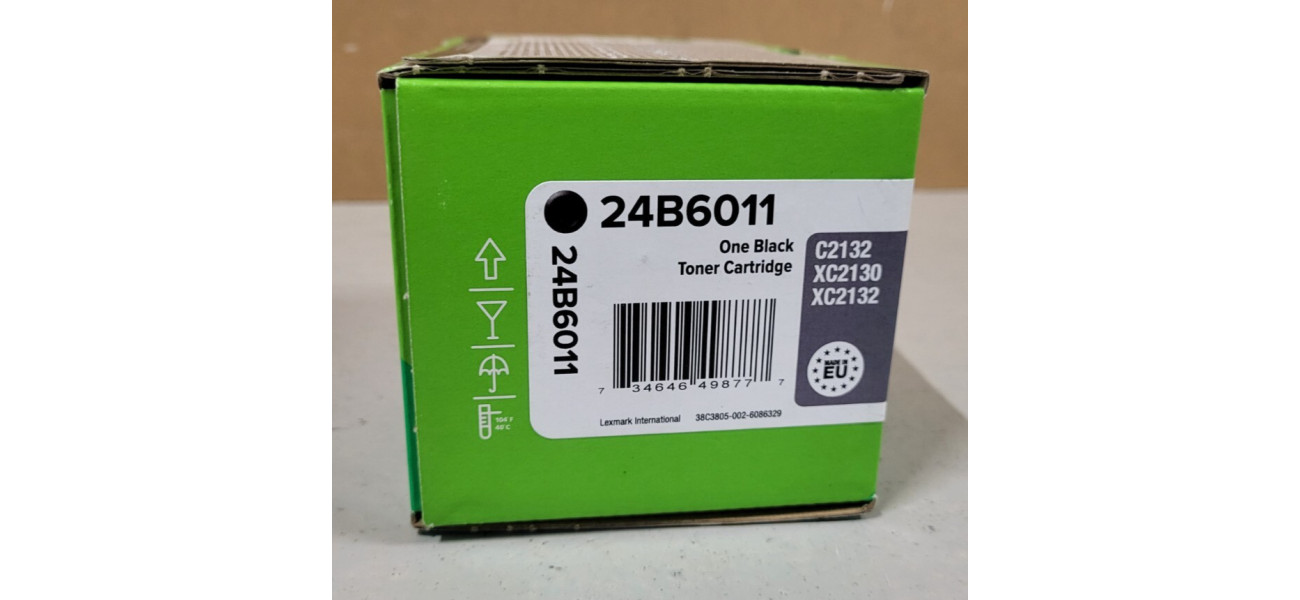 24B6011
One Black
Toner Cartridge
24B6011
C2132
XC2130
XC2132
MADE IN
EU
7 34646 49877 7
Lexmark International 38C3805-002-6086329
104°F
40°C